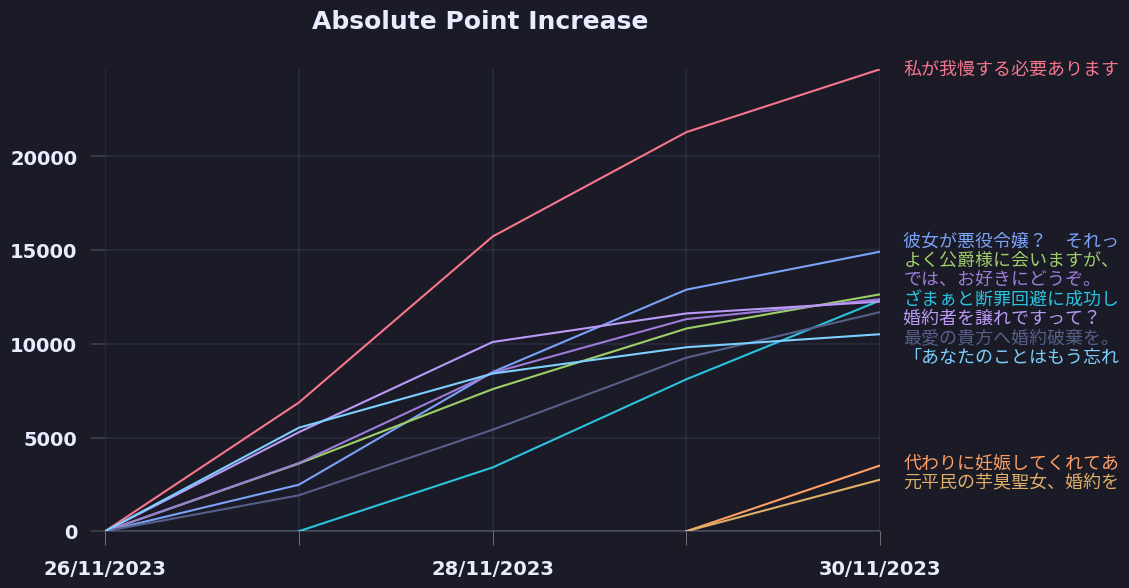 Absolute Point Increase
私が我慢する必要あります
20000
15000
彼女が悪役令嬢？　それっ
よく公爵様に会いますが、
では、お好きにどうぞ。
ざまぁと断罪回避に成功し
婚約者を譲れですって？
最愛の貴方へ婚約破棄を。
「あなたのことはもう忘れ
10000
5000
代わりに妊娠してくれてあ
元平民の芋臭聖女、婚約を
0
26/11/2023
28/11/2023
30/11/2023